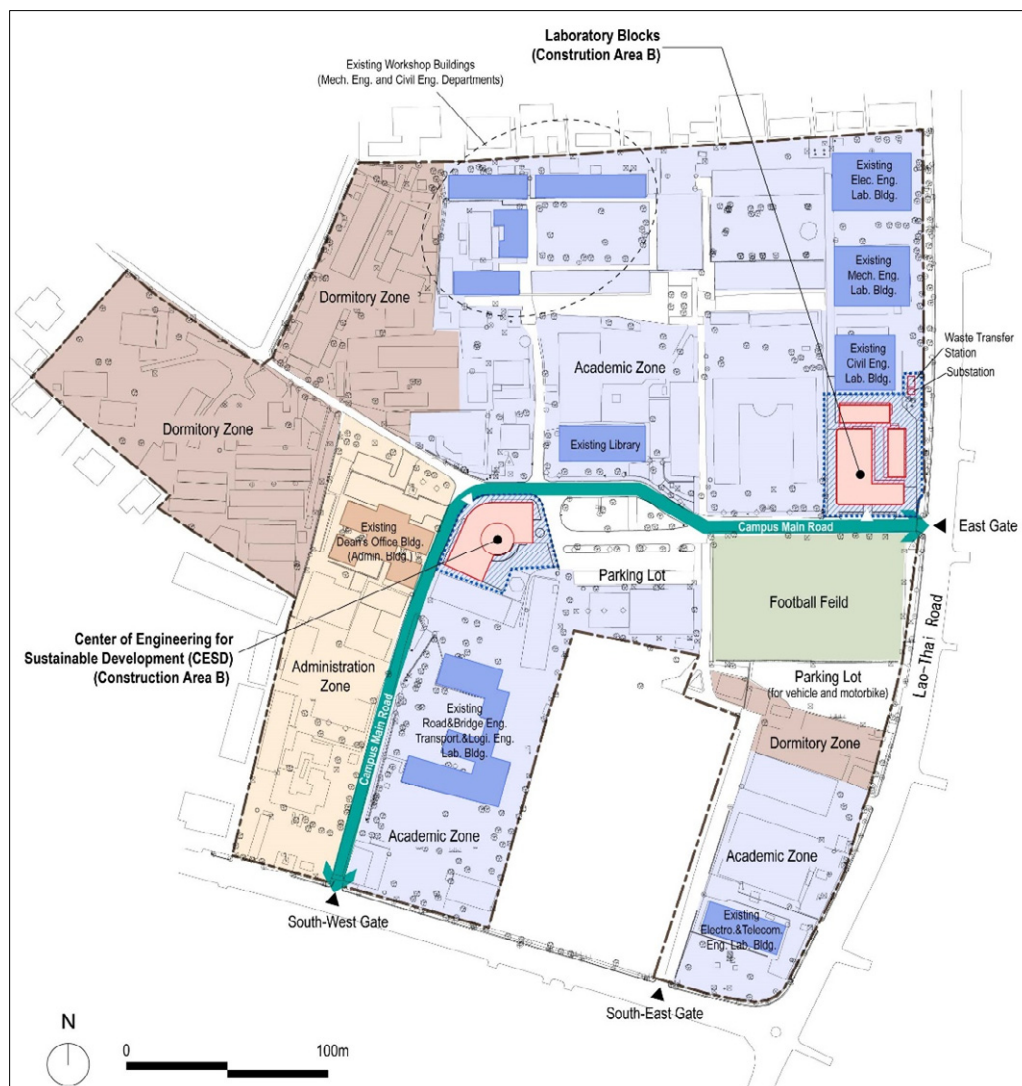 Laboratory Blocks
(Constrution Area B)
Existing Workshop Buildings
(Mech. Eng. and Civil Eng. Departments)
Existing
Elec. Eng.
Lab. Bldg.
Existing
Mech. Eng.
Lab. Bldg.
Dormitory Zone
Waste Transfer
Station
Substation
Existing
Civil Eng.
Lab. Bldg.
Academic Zone
Dormitory Zone
Existing Library
Existing
Dean's Office Bldg.
(Admin. Bldg.)
Campus Main Road
East Gate
Parking Lot
Football Feild
Center of Engineering for
Sustainable Development (CESD)
(Construction Area B)
Administration
Zone
Lao-Thai Road
Parking Lot
(for vehicle and motorbike)
Existing
Road&Bridge Eng.
Transport.&Logi. Eng.
Lab. Bldg.
Campus Main Road
Dormitory Zone
Academic Zone
Academic Zone
South-West Gate
Existing
Electro.&Telecom.
Eng. Lab. Bldg.
South-East Gate
N
0
100m